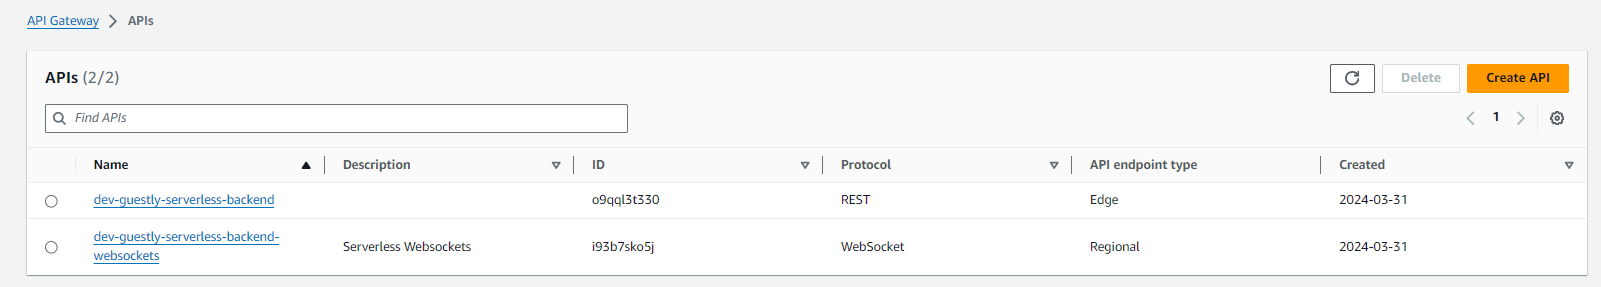 API Gateway > APIs
APIs (2/2)
Delete
Create API
Find APIs
1
Name Description ID Protocol API endpoint type Created
dev-guestly-serverless-backend o9qql3t330 REST Edge 2024-03-31
dev-guestly-serverless-backend-
websockets Serverless Websockets i93b7sko5j WebSocket Regional 2024-03-31